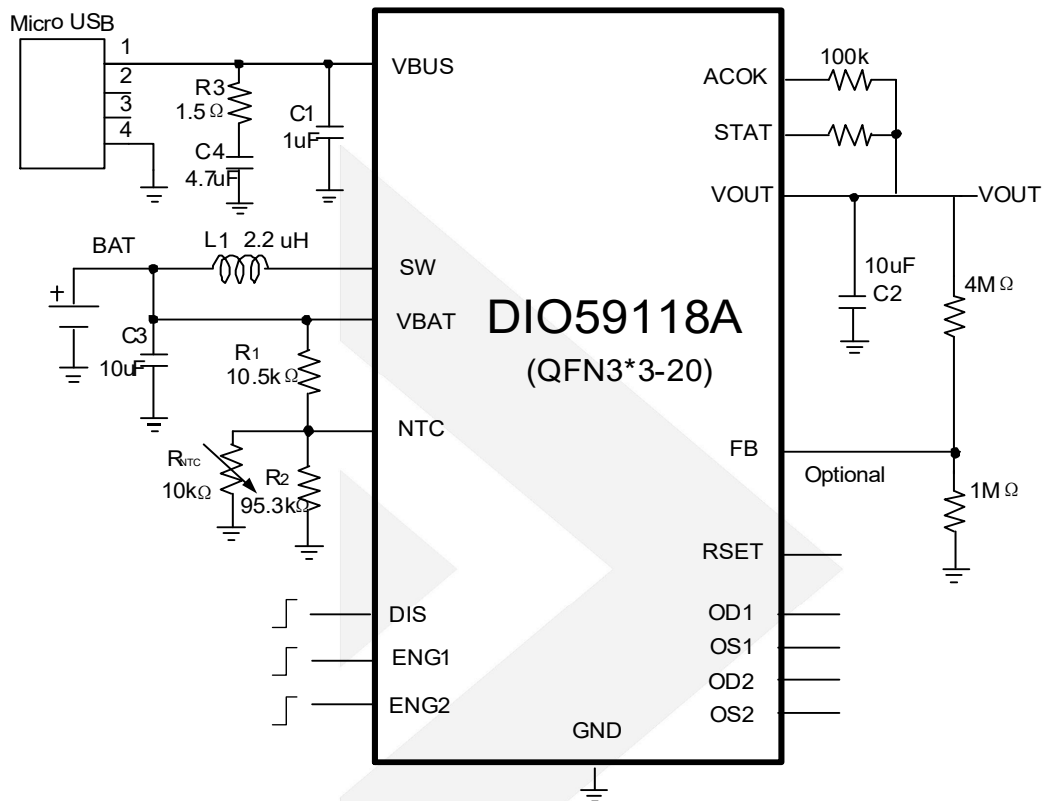 Micro USB
1
2
3
4
R3
1.5Ω
C4
4.7uF
C1
1uF
VBUS
BAT
L1 2.2 uH
SW
+
VBAT
C3
10uF
R1
10.5kΩ
NTC
RNTC
10kΩ
R2
95.3kΩ
DIS
ENG1
ENG2
DIO59118A
(QFN3*3-20)
GND
ACOK
100k
STAT
VOUT
VOUT
10uF
C2
4MΩ
FB
Optional
1MΩ
RSET
OD1
OS1
OD2
OS2